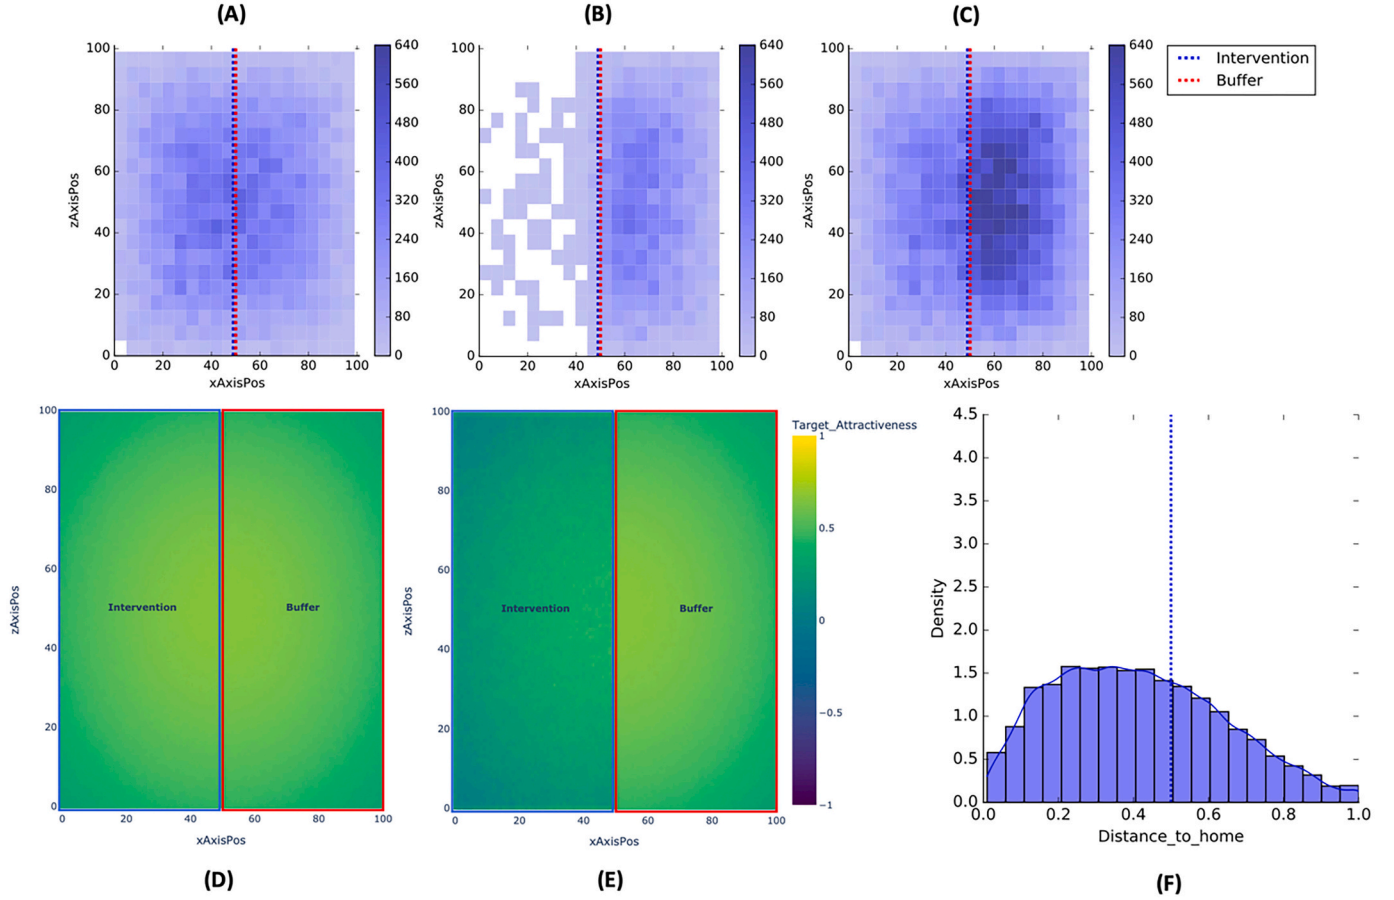 (A)
(B)
(C)
100
80
60
40
20
0
zAxisPos
0 20 40 60 80 100
xAxisPos
640
560
480
400
320
240
160
80
0
100
80
60
40
20
0
zAxisPos
0 20 40 60 80 100
xAxisPos
640
560
480
400
320
240
160
80
0
100
80
60
40
20
0
zAxisPos
0 20 40 60 80 100
xAxisPos
640
560
480
400
320
240
160
80
0
Intervention
Buffer
100
80
60
40
20
0
zAxisPos
Intervention
Buffer
0 20 40 60 80 100
xAxisPos
100
80
60
40
20
0
zAxisPos
Intervention
Buffer
0 20 40 60 80 100
xAxisPos
Target_Attractiveness
1
0.5
0
−0.5
−1
4.5
4.0
3.5
3.0
2.5
2.0
1.5
1.0
0.5
0.0
Density
0.0 0.2 0.4 0.6 0.8 1.0
Distance_to_home
(D)
(E)
(F)